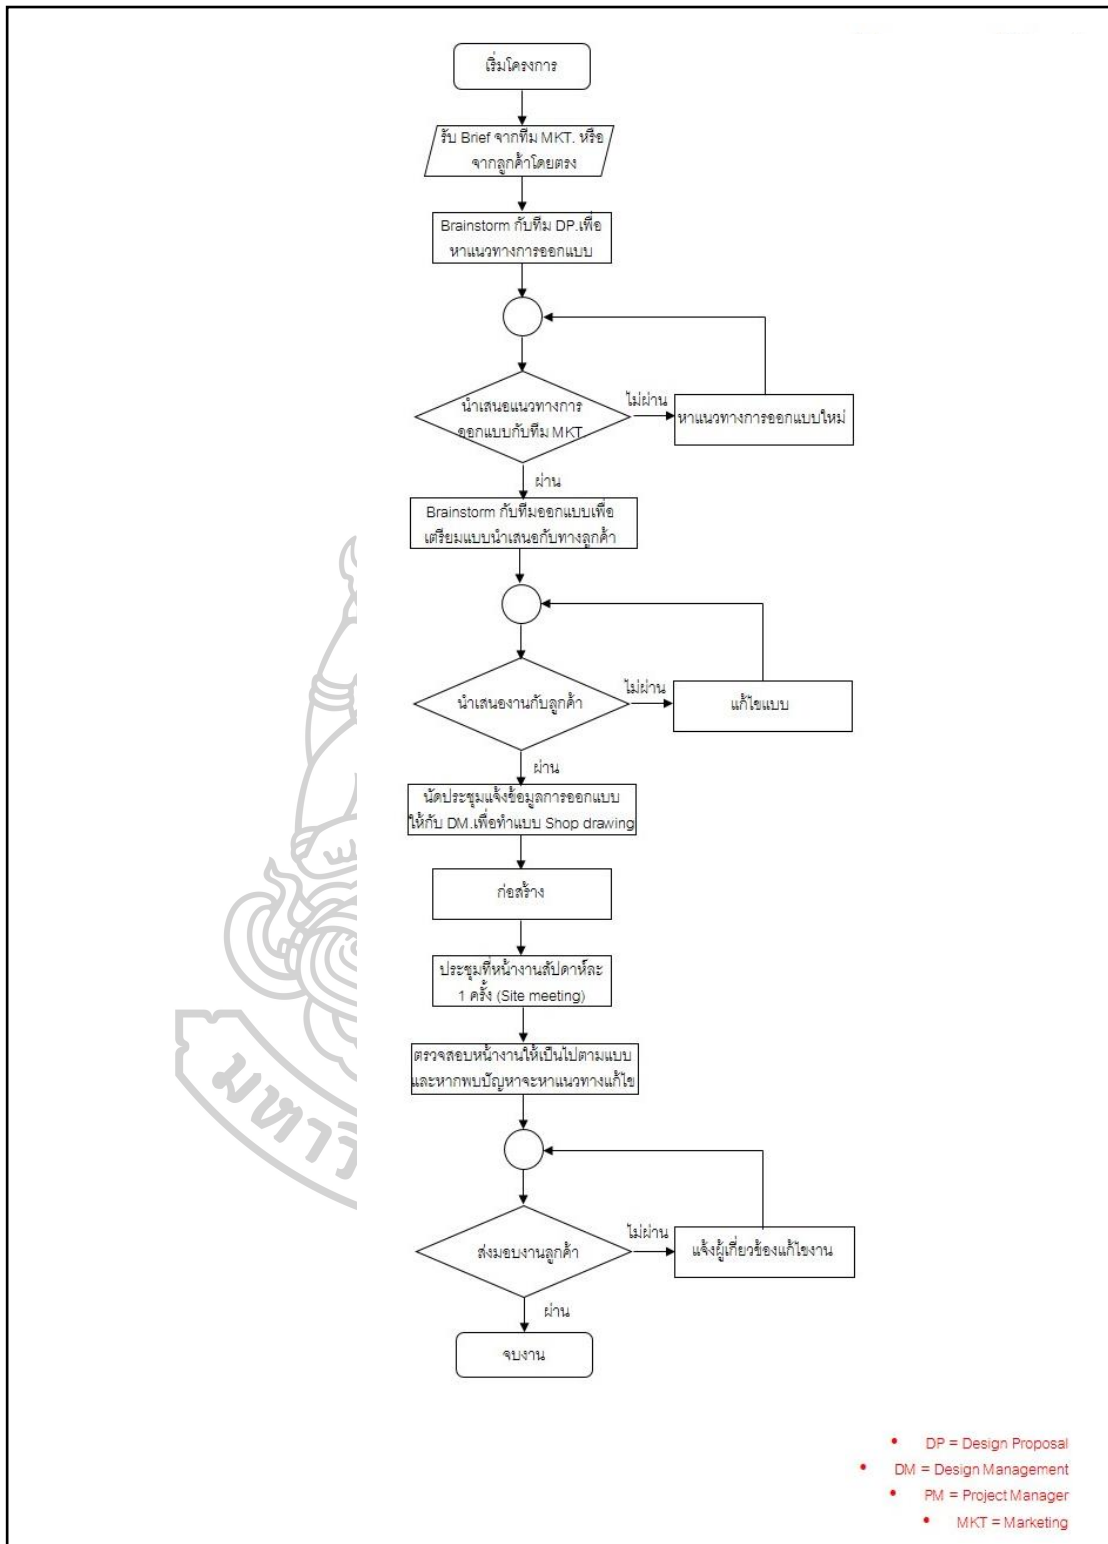 เริ่มโครงการ
รับ Brief จากทีม MKT. หรือ
จากลูกค้าโดยตรง
Brainstorm กับทีม DP.เพื่อ
หาแนวทางการออกแบบ
นำเสนอแนวทางการ
ออกแบบกับทีม MKT.
ไม่ผ่าน
หาแนวทางการออกแบบใหม่
ผ่าน
Brainstorm กับทีมออกแบบเพื่อ
เตรียมแบบนำเสนอกับทางลูกค้า
นำเสนองานกับลูกค้า
ไม่ผ่าน
แก้ไขแบบ
ผ่าน
นัดประชุมแจ้งข้อมูลการออกแบบ
ให้กับ DM.เพื่อทำแบบ Shop drawing
ก่อสร้าง
ประชุมที่หน้างานสัปดาห์ละ
1 ครั้ง (Site meeting)
ตรวจสอบหน้างานให้เป็นไปตามแบบ
และหากพบปัญหาจะหาแนวทางแก้ไข
ส่งมอบงานลูกค้า
ไม่ผ่าน
แจ้งผู้เกี่ยวข้องแก้ไขงาน
ผ่าน
จบงาน
• DP = Design Proposal
• DM = Design Management
• PM = Project Manager
• MKT = Marketing